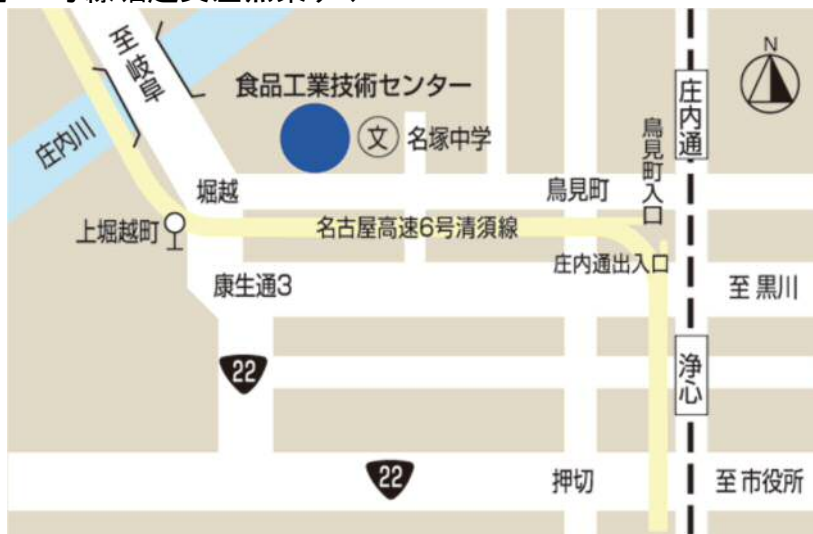 至岐阜
N
庄内通
食品工業技術センター
鳥見町入口
文 名塚中学
庄内川
堀越
鳥見町
上堀越町
名古屋高速6号清須線
庄内通出入口
康生通3
至 黒川
22
浄心
22
押切
至 市役所